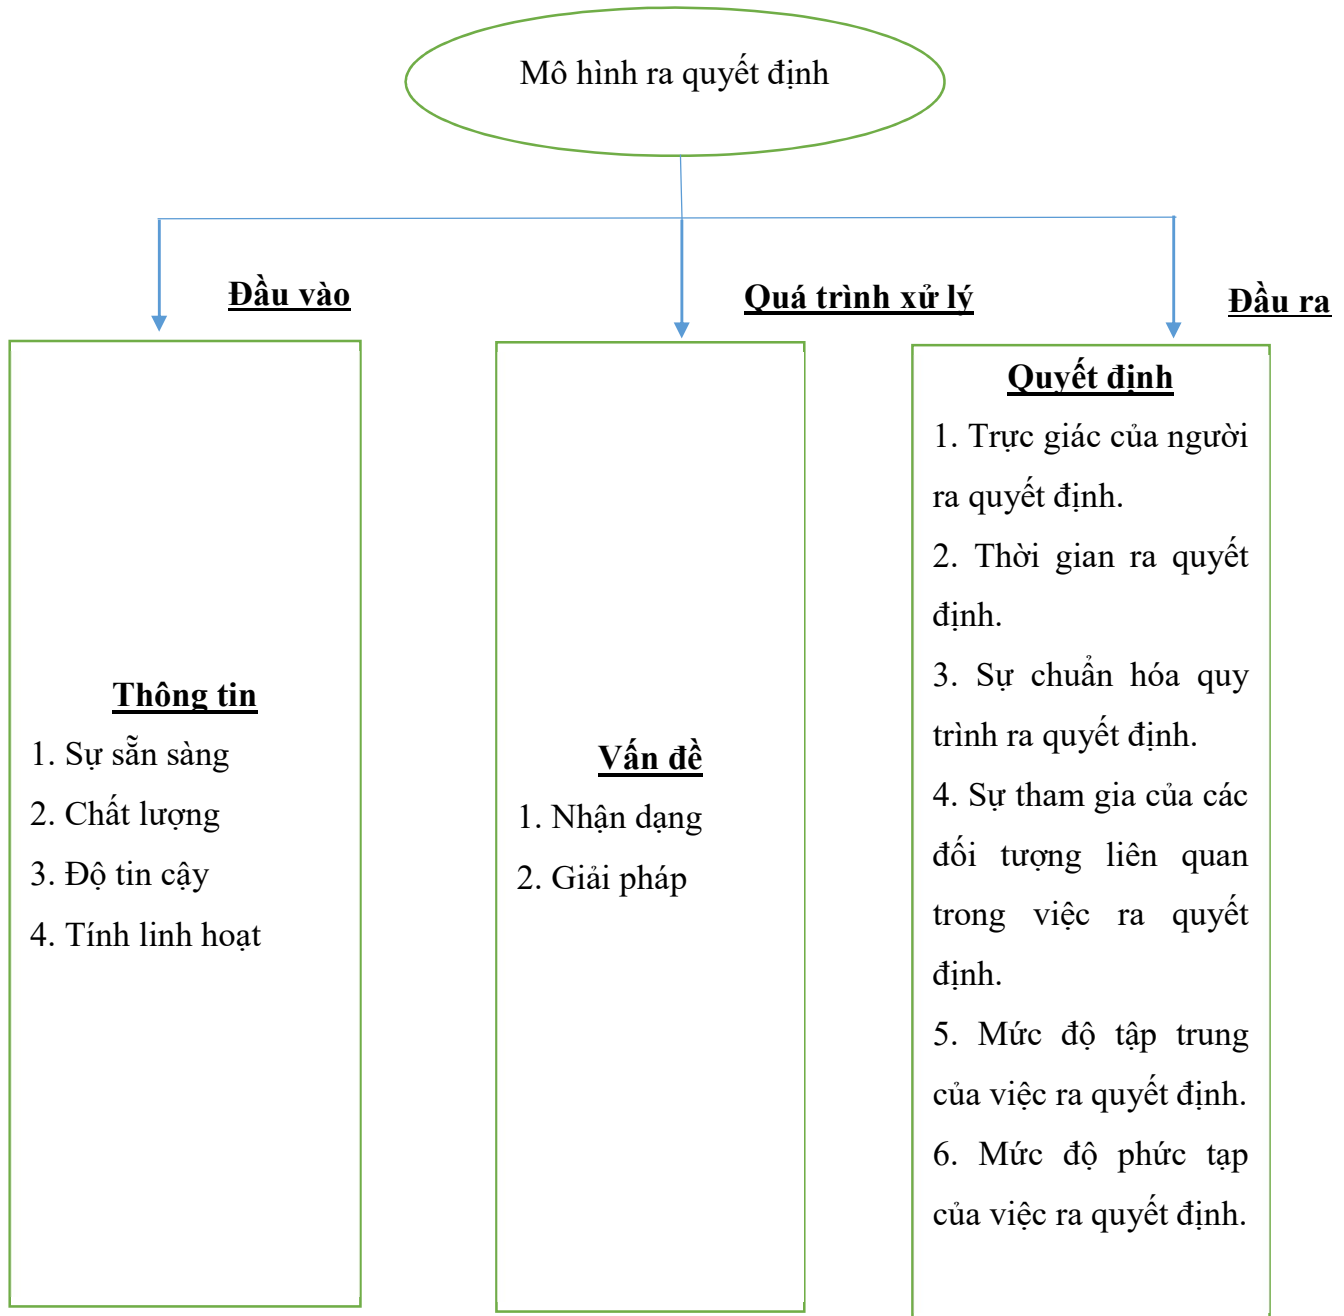 Mô hình ra quyết định
Đầu vào
Quá trình xử lý
Đầu ra
Thông tin
1. Sự sẵn sàng
2. Chất lượng
3. Độ tin cậy
4. Tính linh hoạt
Vấn đề
1. Nhận dạng
2. Giải pháp
Quyết định
1. Trực giác của người
ra quyết định.
2. Thời gian ra quyết
định.
3. Sự chuẩn hóa quy
trình ra quyết định.
4. Sự tham gia của các
đối tượng liên quan
trong việc ra quyết
định.
5. Mức độ tập trung
của việc ra quyết định.
6. Mức độ phức tạp
của việc ra quyết định.